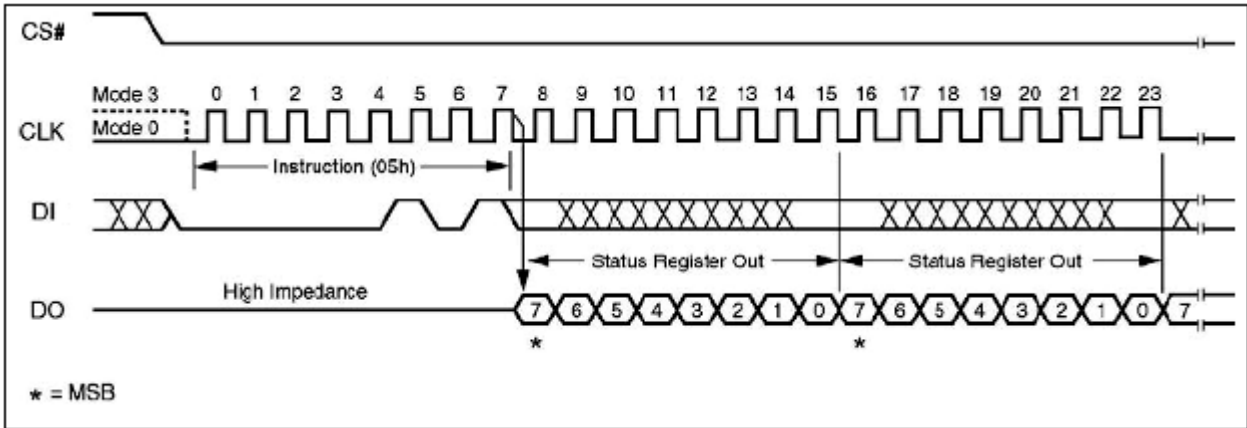 CS#
Mode 3 0 1 2 3 4 5 6 7 8 9 10 11 12 13 14 15 16 17 18 19 20 21 22 23
CLK Mode 0
Instruction (05h)
DI
Status Register Out Status Register Out
High Impedance
DO 7 6 5 4 3 2 1 0 7 6 5 4 3 2 1 0 7
* *
* = MSB